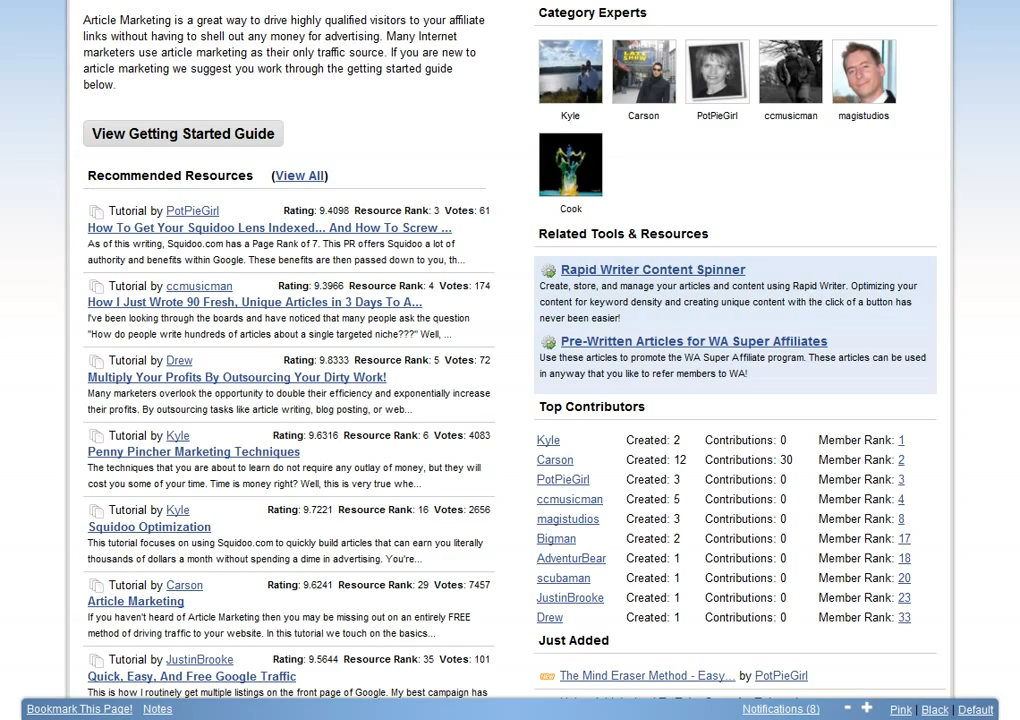 Article Marketing is a great way to drive highly qualified visitors to your affiliate
links without having to shell out any money for advertising. Many Internet
marketers use article marketing as their only traffic source. If you are new to
article marketing we suggest you work through the getting started guide
below.
View Getting Started Guide
Recommended Resources (View All)
Tutorial by PotPieGirl Rating: 9.4098 Resource Rank: 3 Votes: 61
How To Get Your Squidoo Lens Indexed... And How To Screw ...
As of this writing, Squidoo.com has a Page Rank of 7. This PR offers Squidoo a lot of
authority and benefits within Google. These benefits are then passed down to you, th...
Tutorial by ccmusicman Rating: 9.3966 Resource Rank: 4 Votes: 174
How I Just Wrote 90 Fresh, Unique Articles in 3 Days To A...
I've been looking through the boards and have noticed that many people ask the question
"How do people write hundreds of articles about a single targeted niche???" Well, ...
Tutorial by Drew Rating: 9.8333 Resource Rank: 5 Votes: 72
Multiply Your Profits By Outsourcing Your Dirty Work!
Many marketers overlook the opportunity to double their efficiency and exponentially increase
their profits. By outsourcing tasks like article writing, blog posting, or web...
Tutorial by Kyle Rating: 9.6316 Resource Rank: 6 Votes: 4083
Penny Pincher Marketing Techniques
The techniques that you are about to learn do not require any outlay of money, but they will
cost you some of your time. Time is money right? Well, this is very true whe...
Tutorial by Kyle Rating: 9.7221 Resource Rank: 16 Votes: 2656
Squidoo Optimization
This tutorial focuses on using Squidoo.com to quickly build articles that can earn you literally
thousands of dollars a month without spending a dime in advertising. You're...
Tutorial by Carson Rating: 9.6241 Resource Rank: 29 Votes: 7457
Article Marketing
If you haven't heard of Article Marketing then you may be missing out on an entirely FREE
method of driving traffic to your website. In this tutorial we touch on the basics...
Tutorial by JustinBrooke Rating: 9.5644 Resource Rank: 35 Votes: 101
Quick, Easy, And Free Google Traffic
This is how I routinely get multiple listings on the front page of Google. My best campaign has
Category Experts
LATE SHOW
Kyle Carson PotPieGirl ccmusicman magistudios
Cook
Related Tools & Resources
Rapid Writer Content Spinner
Create, store, and manage your articles and content using Rapid Writer. Optimizing your
content for keyword density and creating unique content with the click of a button has
never been easier!
Pre-Written Articles for WA Super Affiliates
Use these articles to promote the WA Super Affiliate program. These articles can be used
in anyway that you like to refer members to WA!
Top Contributors
Kyle Created: 2 Contributions: 0 Member Rank: 1
Carson Created: 12 Contributions: 30 Member Rank: 2
PotPieGirl Created: 3 Contributions: 0 Member Rank: 3
ccmusicman Created: 5 Contributions: 0 Member Rank: 4
magistudios Created: 3 Contributions: 0 Member Rank: 8
Bigman Created: 2 Contributions: 0 Member Rank: 17
AdventurBear Created: 1 Contributions: 0 Member Rank: 18
scubaman Created: 1 Contributions: 0 Member Rank: 20
JustinBrooke Created: 1 Contributions: 0 Member Rank: 23
Drew Created: 1 Contributions: 0 Member Rank: 33
Just Added
The Mind Eraser Method - Easy... by PotPieGirl
Bookmark This Page! Notes Notifications (8) - + Pink | Black | Default